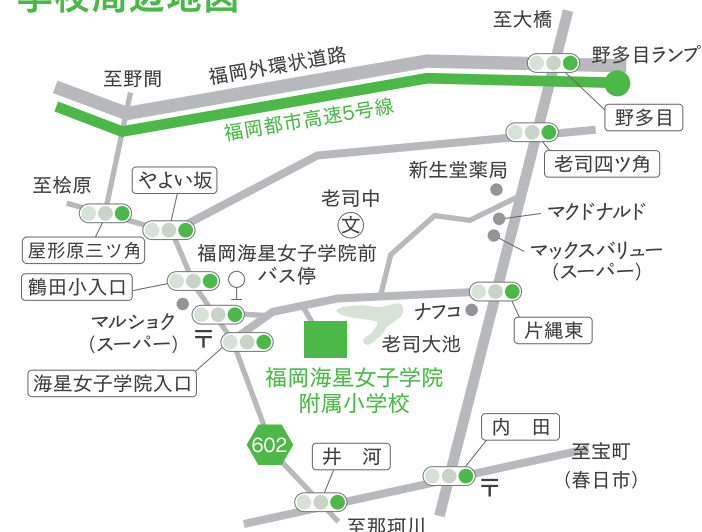 学校周辺地図
至大橋
野多目ランプ
福岡外環状道路
至野間
福岡都市高速5号線
野多目
老司四ツ角
新生堂薬局
やよい坂
至桧原
老司中
文
マクドナルド
屋形原三ツ角
福岡海星女子学院前
バス停
マックスバリュー
(スーパー)
鶴田小入口
マルショク
(スーパー)
〒
ナフコ
片縄東
老司大池
海星女子学院入口
福岡海星女子学院
附属小学校
602
内　田
井　河
至宝町
(春日市)
〒
至那珂川